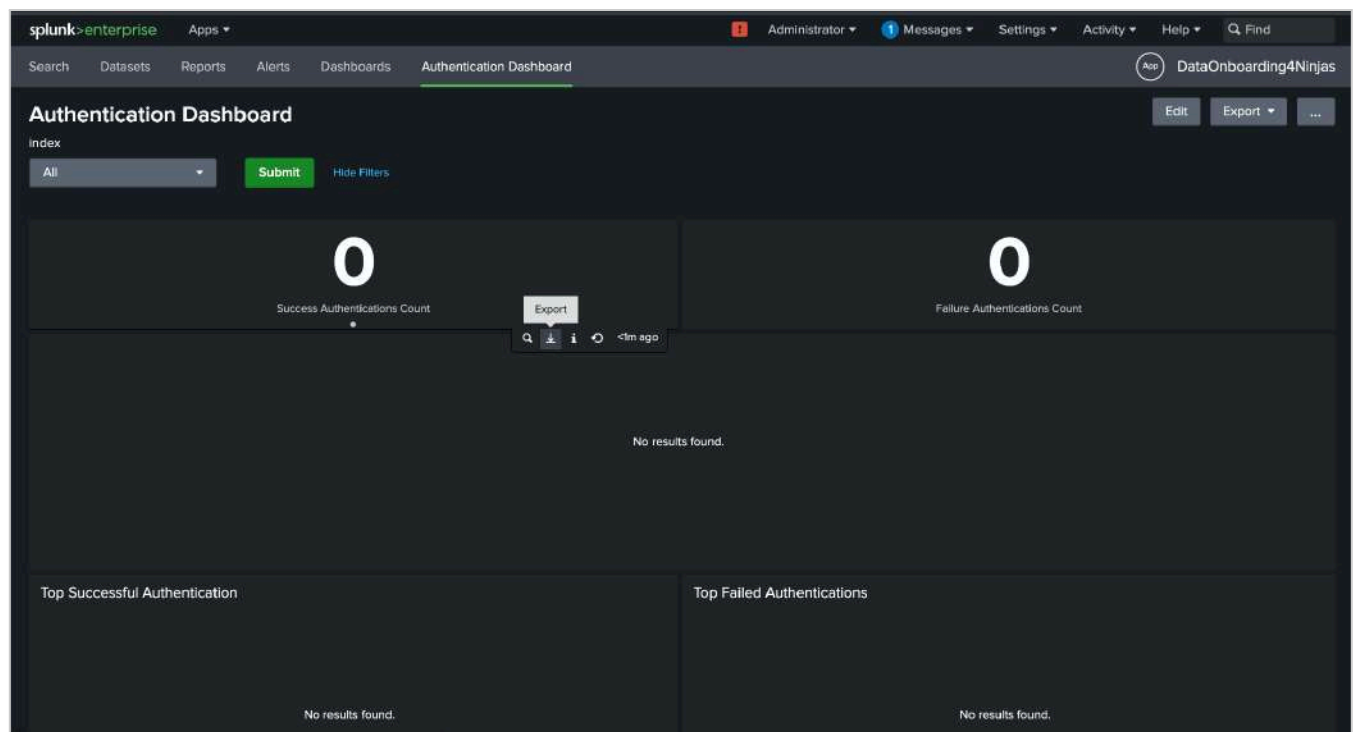 splunk>enterprise Apps
! Administrator 1 Messages Settings Activity Help Find
Search Datasets Reports Alerts Dashboards Authentication Dashboard
App DataOnboarding4Ninjas
Authentication Dashboard
Edit Export ...
index
All Submit Hide Filters
0
Success Authentications Count
0
Failure Authentications Count
Export
i <1m ago
No results found.
Top Successful Authentication
Top Failed Authentications
No results found.
No results found.